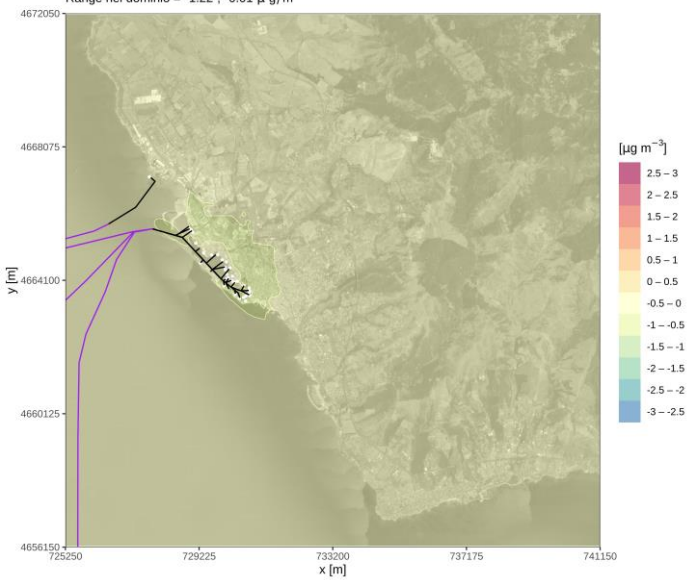 Range nel dominio = -1.22 ; -0.01 μ g/m
4672050
4668075
4664100
4660125
4656150
y [m]
725250
729225
733200
737175
741150
x [m]
[μg m⁻³]
2.5 – 3
2 – 2.5
1.5 – 2
1 – 1.5
0.5 – 1
0 – 0.5
-0.5 – 0
-1 – -0.5
-1.5 – -1
-2 – -1.5
-2.5 – -2
-3 – -2.5